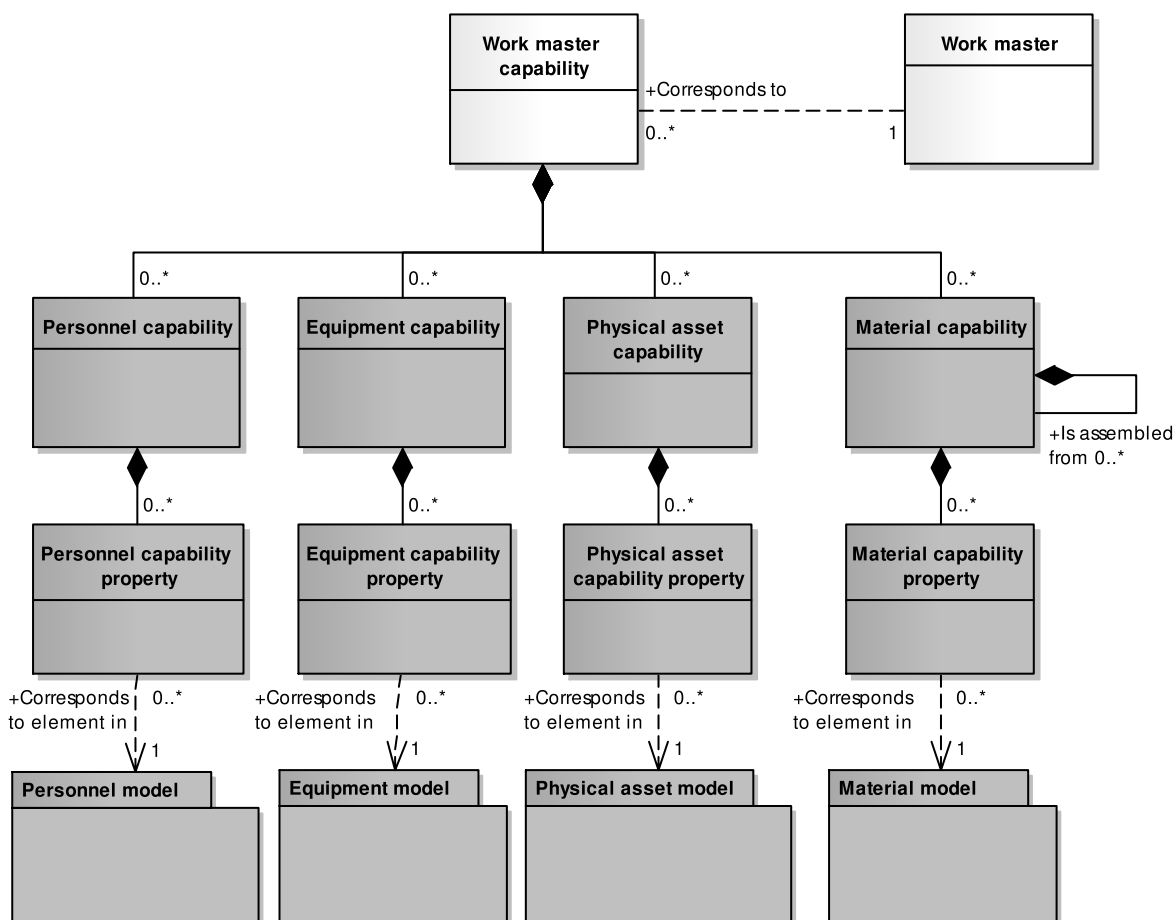 Work master
capability
Work master
+Corresponds to
0..*
1
0..*
0..*
0..*
0..*
Personnel capability
Equipment capability
Physical asset
capability
Material capability
+Is assembled
from 0..*
0..*
0..*
0..*
0..*
Personnel capability
property
Equipment capability
property
Physical asset
capability property
Material capability
property
+Corresponds
to element in
0..*
1
+Corresponds
to element in
0..*
1
+Corresponds
to element in
0..*
1
+Corresponds
to element in
0..*
1
Personnel model
Equipment model
Physical asset model
Material model